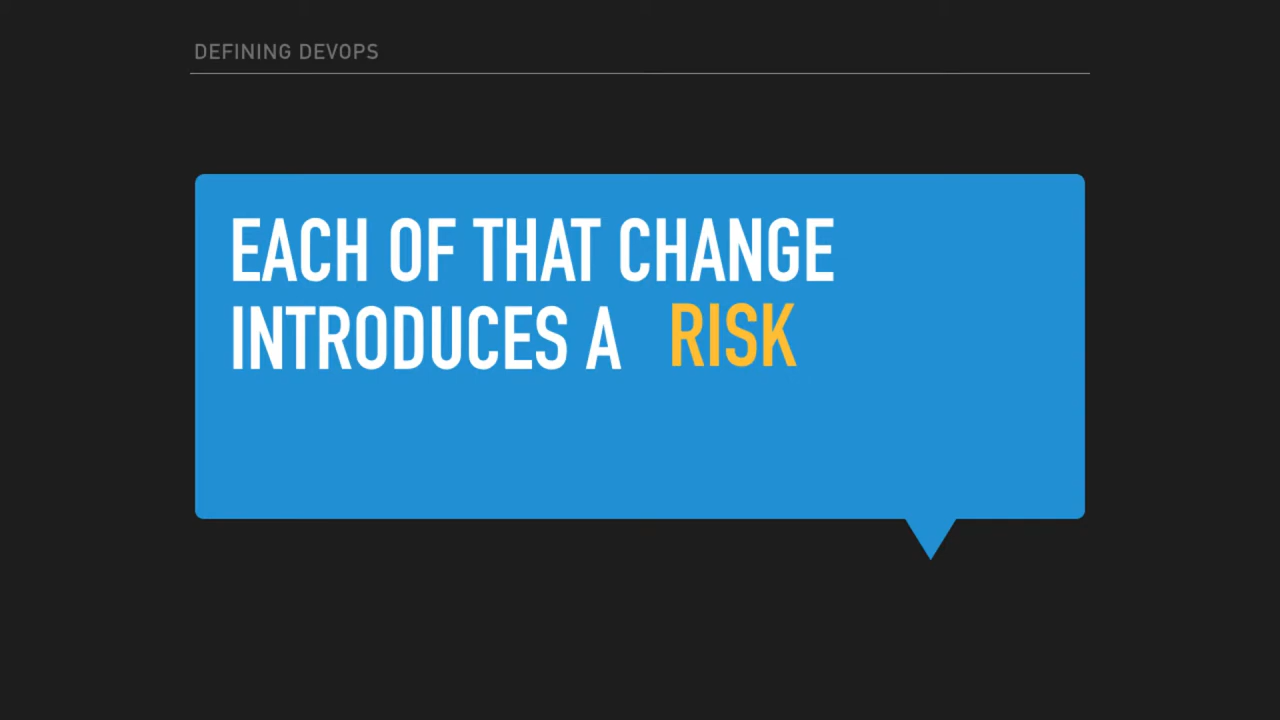 DEFINING DEVOPS
EACH OF THAT CHANGE
INTRODUCES A RISK